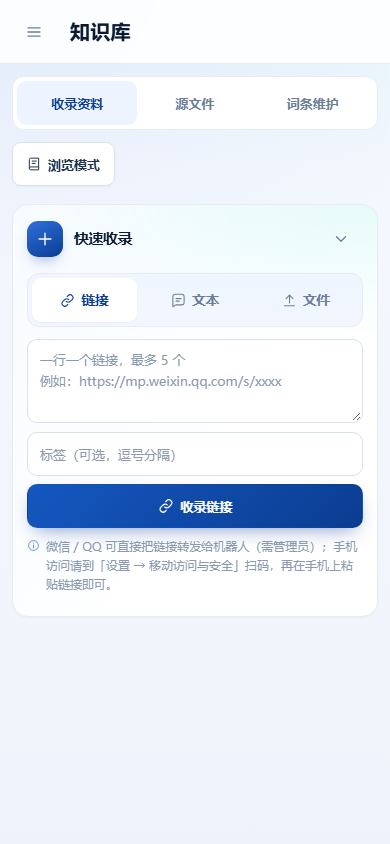 知识库
收录资料
源文件
词条维护
浏览模式
快速收录
链接
文本
文件
一行一个链接，最多 5 个
例如：https://mp.weixin.qq.com/s/xxxx
标签（可选，逗号分隔）
收录链接
微信 / QQ 可直接把链接转发给机器人（需管理员）；手机
访问请到「设置 → 移动访问与安全」扫码，再在手机上粘
贴链接即可。